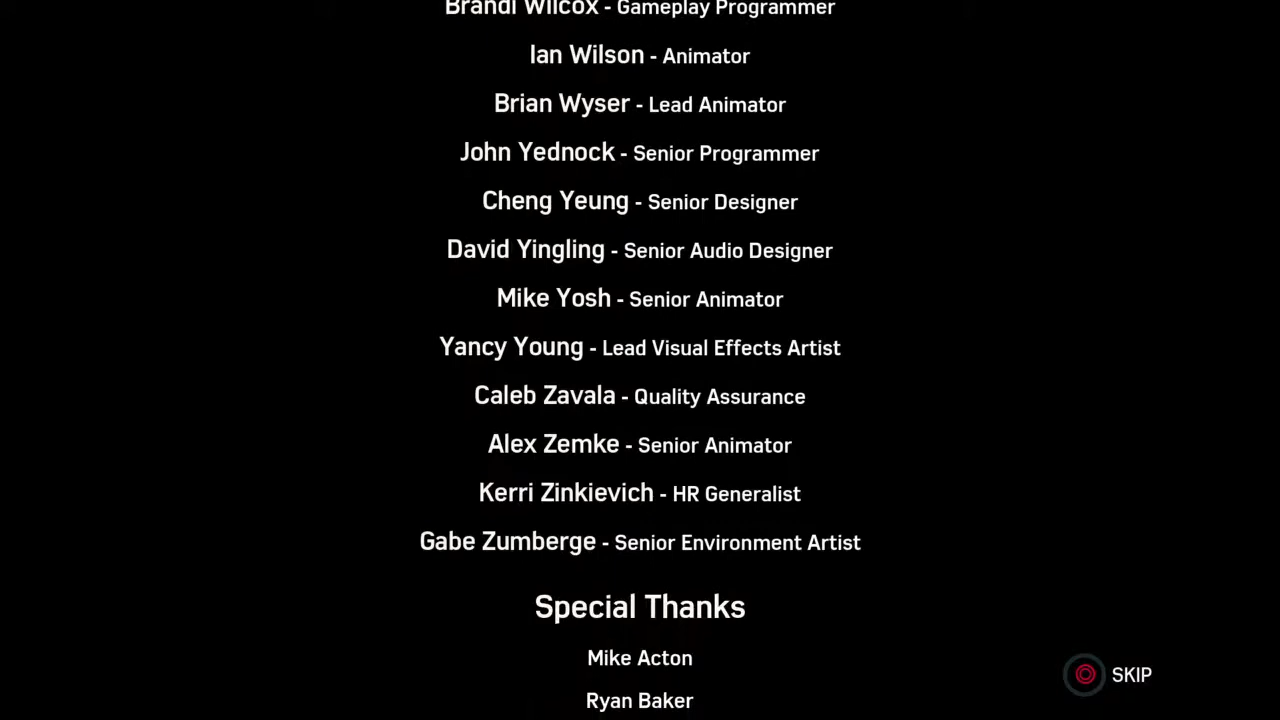 Brandi Wilcox - Gameplay Programmer
Ian Wilson - Animator
Brian Wyser - Lead Animator
John Yednock - Senior Programmer
Cheng Yeung - Senior Designer
David Yingling - Senior Audio Designer
Mike Yosh - Senior Animator
Yancy Young - Lead Visual Effects Artist
Caleb Zavala - Quality Assurance
Alex Zemke - Senior Animator
Kerri Zinkievich - HR Generalist
Gabe Zumberge - Senior Environment Artist
Special Thanks
Mike Acton
SKIP
Ryan Baker